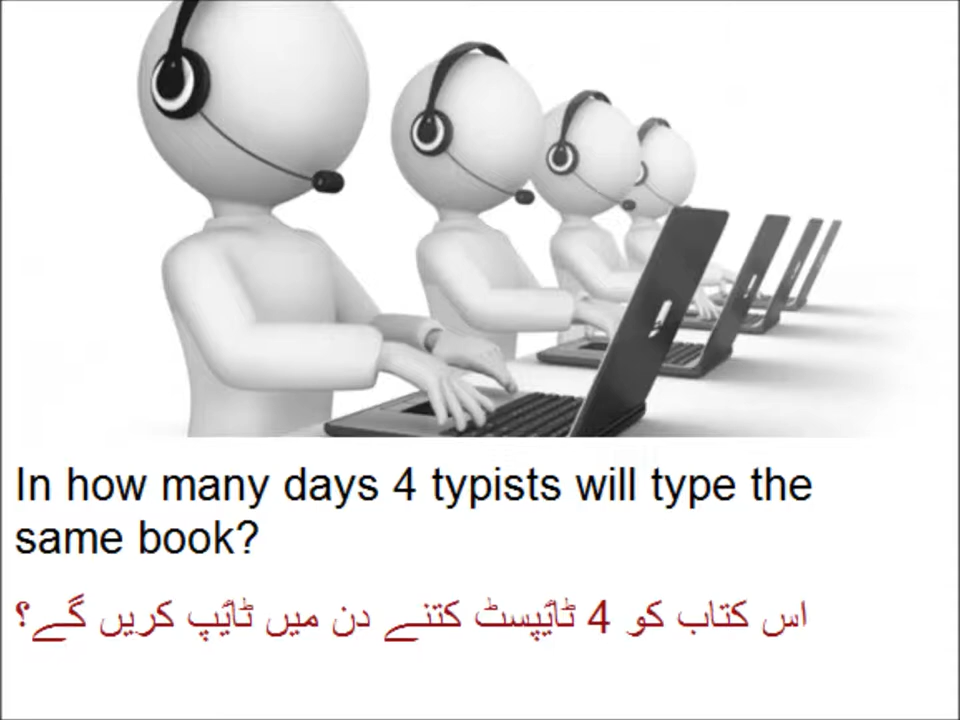 In how many days 4 typists will type the
same book?
اس کتاب کو 4 ٹائپسٹ کتنے دن میں ٹائپ کریں گے؟